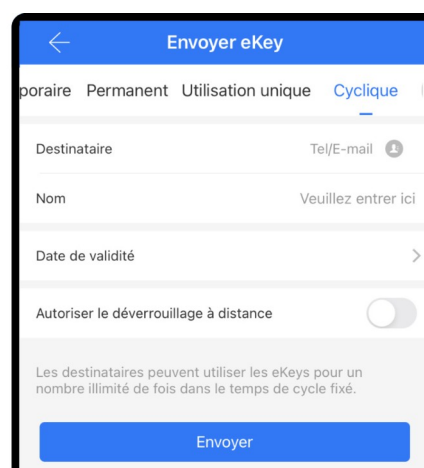 Envoyer eKey
poraire Permanent Utilisation unique Cyclique
Destinataire Tel/E-mail
Nom Veuillez entrer ici
Date de validité
Autoriser le déverrouillage à distance
Les destinataires peuvent utiliser les eKeys pour un
nombre illimité de fois dans le temps de cycle fixé.
Envoyer